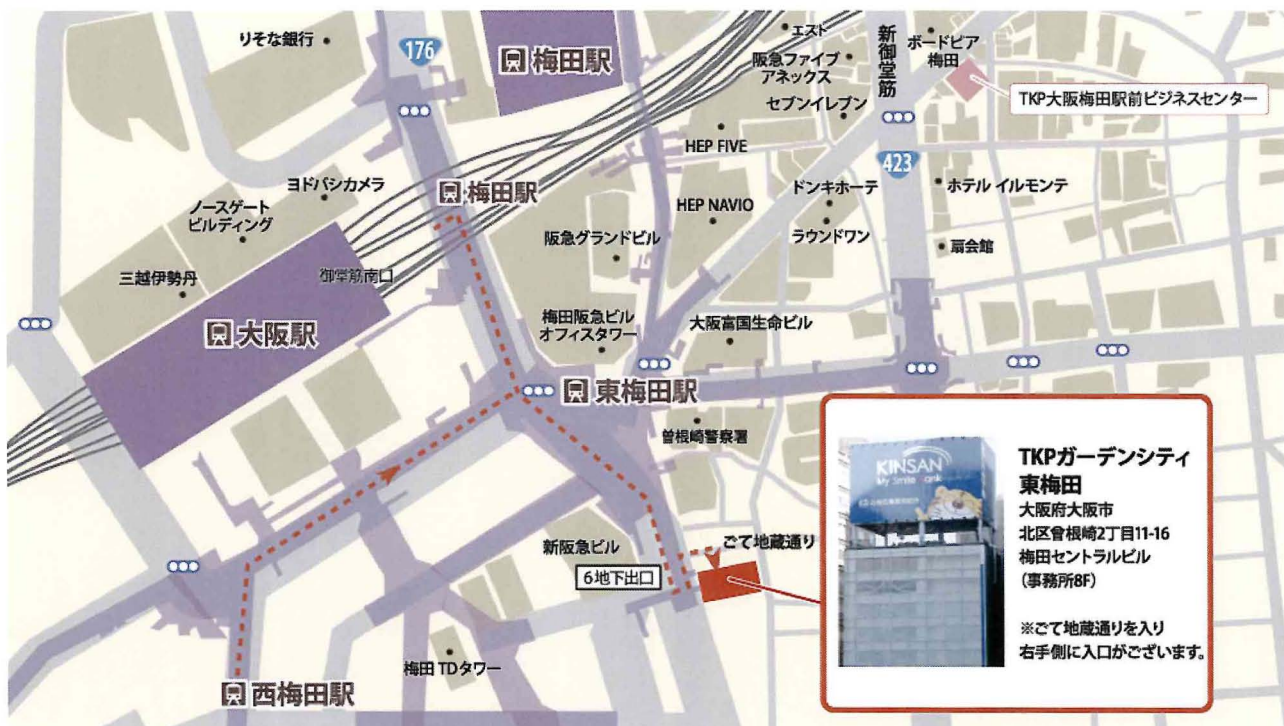 りそな銀行
176
梅田駅
エスト
阪急ファイブ
アネックス
セブンイレブン
新御堂筋
ボードピア
梅田
TKP大阪梅田駅前ビジネスセンター
HEP FIVE
423
ヨドバシカメラ
梅田駅
ドンキホーテ
ホテル イルモンテ
ノースゲート
ビルディング
HEP NAVIO
阪急グランドビル
ラウンドワン
扇会館
三越伊勢丹
御堂筋南口
大阪駅
梅田阪急ビル
オフィスタワー
大阪富国生命ビル
東梅田駅
曽根崎警察署
新阪急ビル
ごて地蔵通り
6地下出口
梅田 TDタワー
西梅田駅
KINSAN
My Smile Bank
TKPガーデンシティ
東梅田
大阪府大阪市
北区曾根崎2丁目11-16
梅田セントラルビル
(事務所8F)
※ごて地蔵通りを入り
右手側に入口がございます。